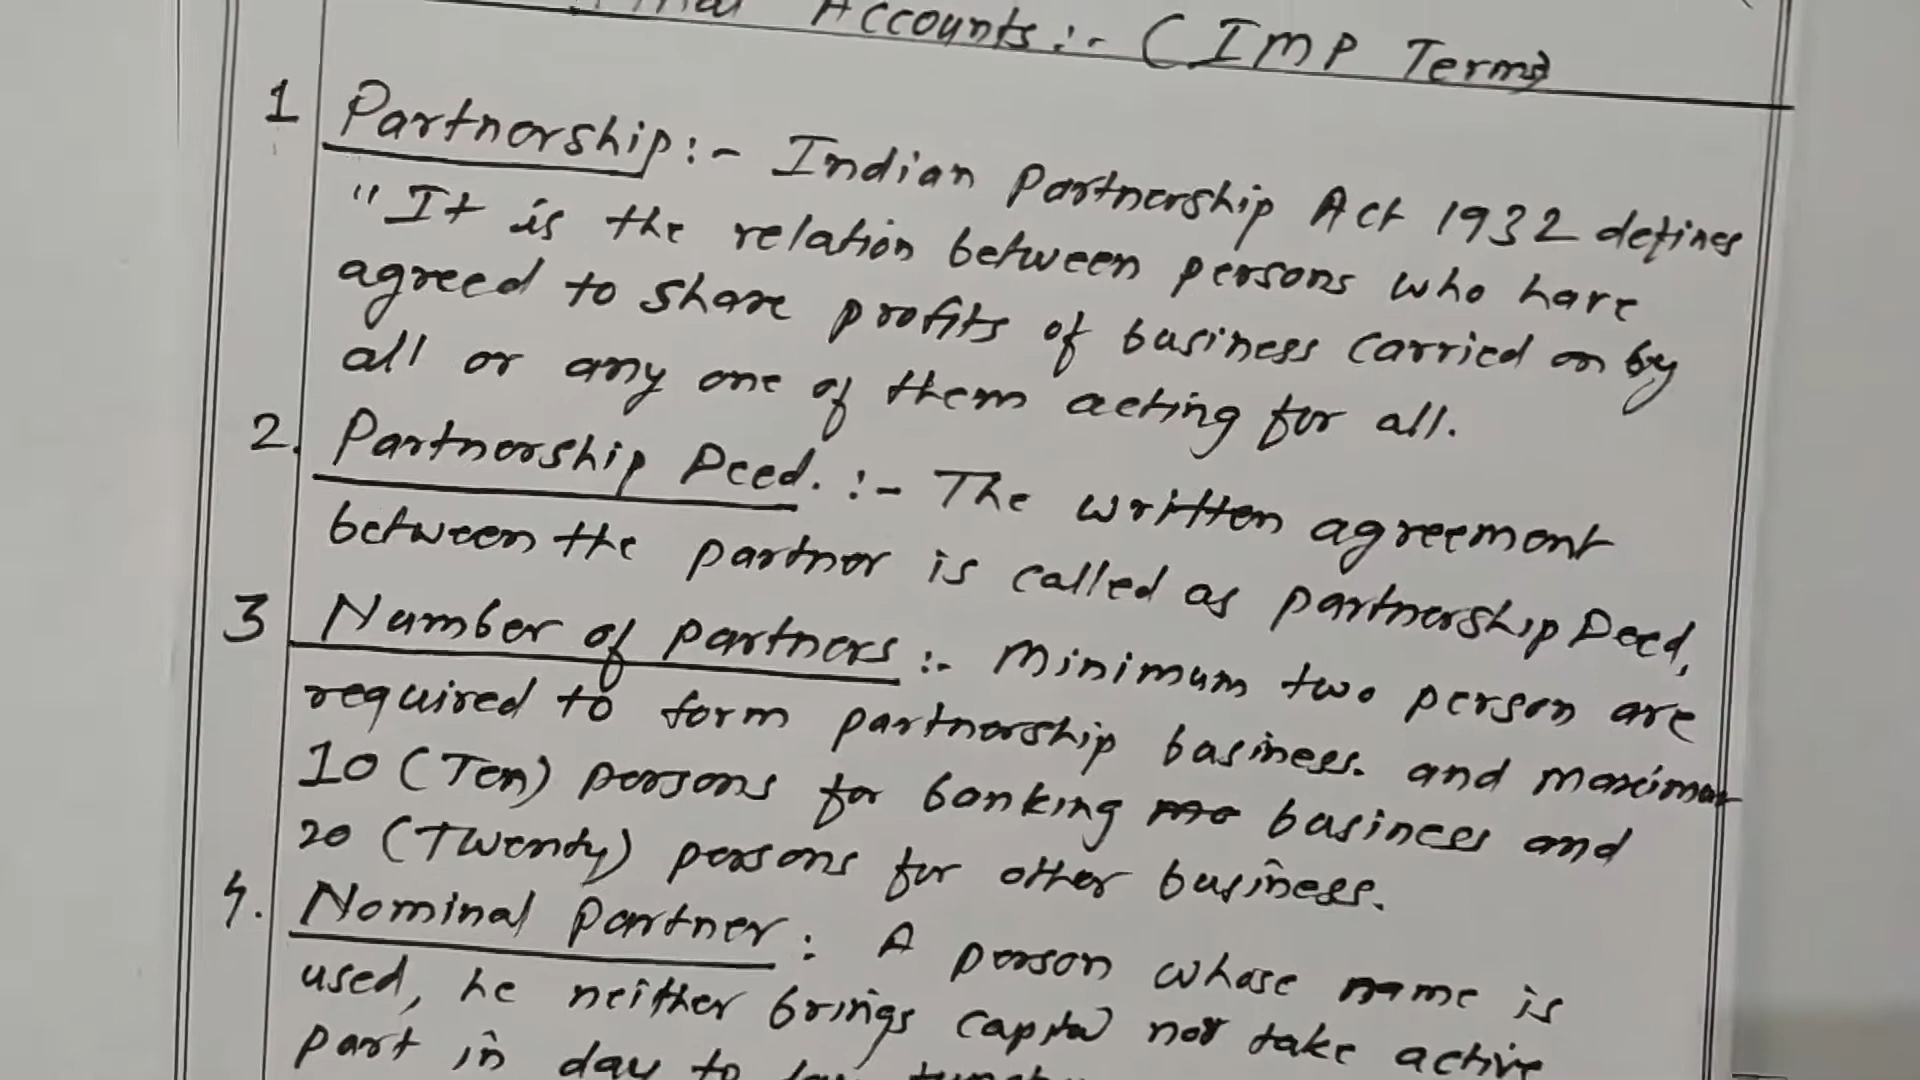 Accounts :- (IMP Terms)
1 Partnership :- Indian Partnership Act 1932 defines
"It is the relation between persons who have
agreed to share profits of business carried on by
all or any one of them acting for all.
2. Partnership Deed. :- The written agreement
between the partner is called as partnership Deed,
3 Number of partners :- Minimum two person are
required to form partnership business. and maximum
10 (Ten) persons for banking business and
20 (Twenty) persons for other business.
4. Nominal partner : A person whose name is
used, he neither brings capital nor take active
part in day to